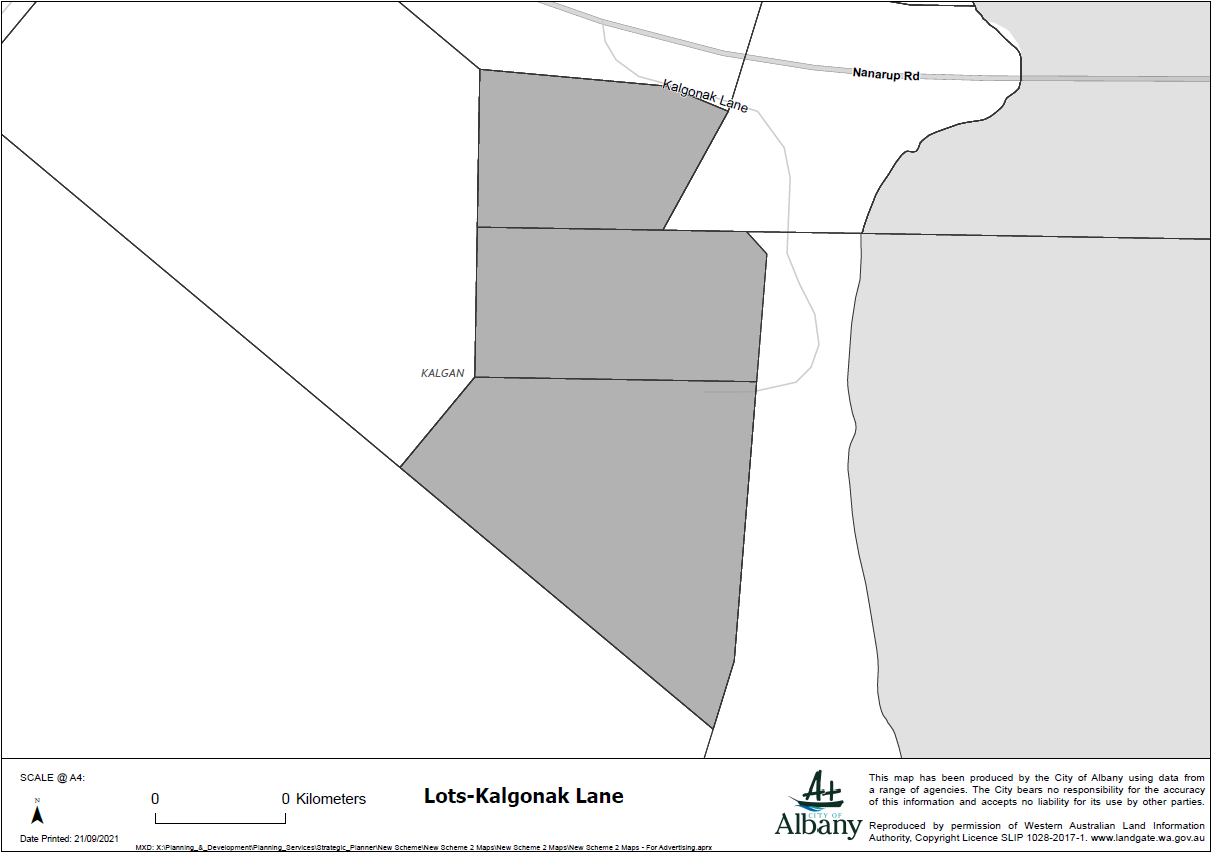 Nanarup Rd
Kalgonak Lane
KALGAN
SCALE @ A4:
N
Date Printed: 21/09/2021
0 0 Kilometers
Lots-Kalgonak Lane
MXD: X:\Planning_&_Development\Planning_Services\Strategic_Planner\New Scheme\New Scheme 2 Maps\New Scheme 2 Maps\New Scheme 2 Maps - For Advertising.aprx
CITY OF
Albany
This map has been produced by the City of Albany using data from
a range of agencies. The City bears no responsibility for the accuracy
of this information and accepts no liability for its use by other parties.
Reproduced by permission of Western Australian Land Information
Authority, Copyright Licence SLIP 1028-2017-1. www.landgate.wa.gov.au